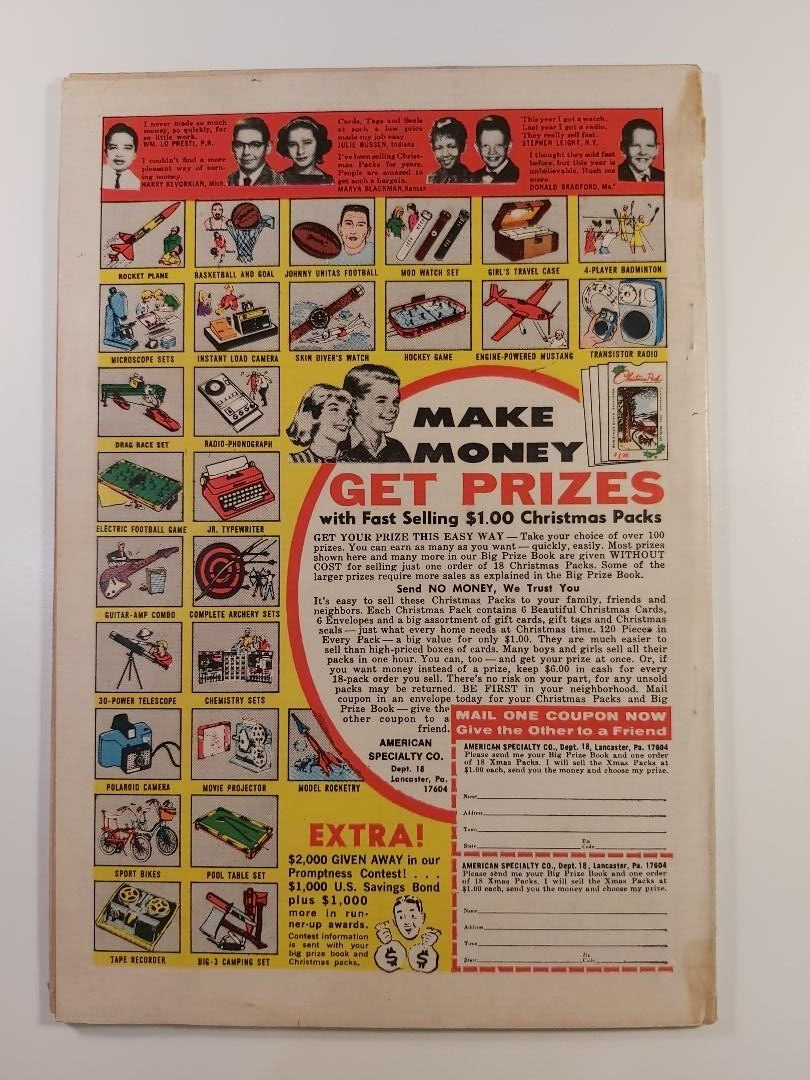 I never made so much
money, so quickly, for
so little work.
WM. LO PRESTI, P.R.
I couldn't find a more
pleasant way of earn-
ing money.
HARRY KEVORKIAN, Mich.
Cards, Tags and Seals
at such a low price
made my job easy.
JULIE BUSSEN, Indiana
I've been selling Christ-
mas Packs for years.
People are amazed to
get such a bargain.
MARVA BLACKMAN, Kansas
This year I got a watch.
Last year I got a radio.
They really sell fast.
STEPHEN LEIGHT, N.Y.
I thought they sold fast
before, but this year is
unbelievable. Rush me
more.
DONALD BRADFORD, Me.
ROCKET PLANE
BASKETBALL AND GOAL
JOHNNY UNITAS FOOTBALL
MOD WATCH SET
GIRL'S TRAVEL CASE
4-PLAYER BADMINTON
MICROSCOPE SETS
INSTANT LOAD CAMERA
SKIN DIVER'S WATCH
HOCKEY GAME
ENGINE-POWERED MUSTANG
TRANSISTOR RADIO
DRAG RACE SET
RADIO-PHONOGRAPH
ELECTRIC FOOTBALL GAME
JR. TYPEWRITER
GUITAR-AMP COMBO
COMPLETE ARCHERY SETS
30-POWER TELESCOPE
CHEMISTRY SETS
POLAROID CAMERA
MOVIE PROJECTOR
MODEL ROCKETRY
SPORT BIKES
POOL TABLE SET
TAPE RECORDER
BIG-3 CAMPING SET
Christmas Pack
$1.00
MAKE
MONEY
GET PRIZES
with Fast Selling $1.00 Christmas Packs
GET YOUR PRIZE THIS EASY WAY — Take your choice of over 100
prizes. You can earn as many as you want — quickly, easily. Most prizes
shown here and many more in our Big Prize Book are given WITHOUT
COST for selling just one order of 18 Christmas Packs. Some of the
larger prizes require more sales as explained in the Big Prize Book.
Send NO MONEY, We Trust You
It's easy to sell these Christmas Packs to your family, friends and
neighbors. Each Christmas Pack contains 6 Beautiful Christmas Cards,
6 Envelopes and a big assortment of gift cards, gift tags and Christmas
seals — just what every home needs at Christmas time. 120 Pieces in
Every Pack — a big value for only $1.00. They are much easier to
sell than high-priced boxes of cards. Many boys and girls sell all their
packs in one hour. You can, too — and get your prize at once. Or, if
you want money instead of a prize, keep $6.00 in cash for every
18-pack order you sell. There's no risk on your part, for any unsold
packs may be returned. BE FIRST in your neighborhood. Mail
coupon in an envelope today for your Christmas Packs and Big
Prize Book — give the
other coupon to a
friend.
AMERICAN
SPECIALTY CO.
Dept. 18
Lancaster, Pa.
17604
EXTRA!
$2,000 GIVEN AWAY in our
Promptness Contest! . . .
$1,000 U.S. Savings Bond
plus $1,000
more in run-
ner-up awards.
Contest information
is sent with your
big prize book and
Christmas packs.
$ $
MAIL ONE COUPON NOW
Give the Other to a Friend
AMERICAN SPECIALTY CO., Dept. 18, Lancaster, Pa. 17604
Please send me your Big Prize Book and one order
of 18 Xmas Packs. I will sell the Xmas Packs at
$1.00 each, send you the money and choose my prize.
Name
Address
Town
State Zip Code
AMERICAN SPECIALTY CO., Dept. 18, Lancaster, Pa. 17604
Please send me your Big Prize Book and one order
of 18 Xmas Packs. I will sell the Xmas Packs at
$1.00 each, send you the money and choose my prize.
Name
Address
Town
State Zip Code